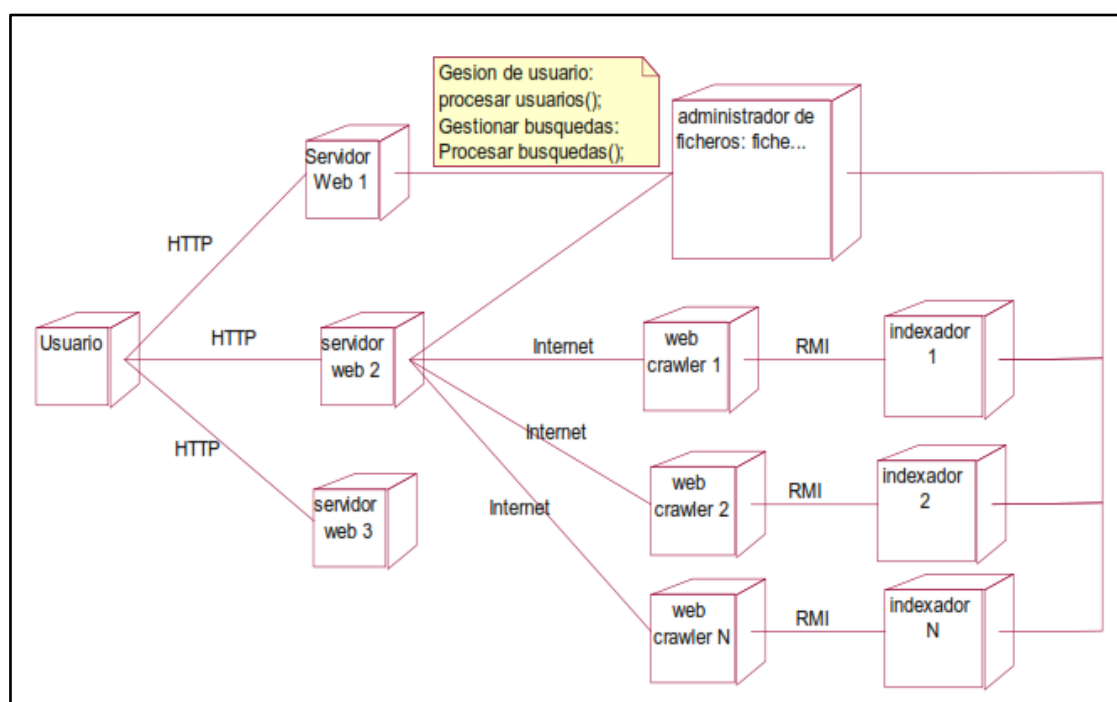 Gesion de usuario:
procesar usuarios();
Gestionar busquedas:
Procesar busquedas();
administrador de
ficheros: fiche...
Servidor
Web 1
HTTP
Usuario
HTTP
servidor
web 2
Internet
web
crawler 1
RMI
indexador
1
HTTP
servidor
web 3
Internet
web
crawler 2
RMI
indexador
2
Internet
web
crawler N
RMI
indexador
N